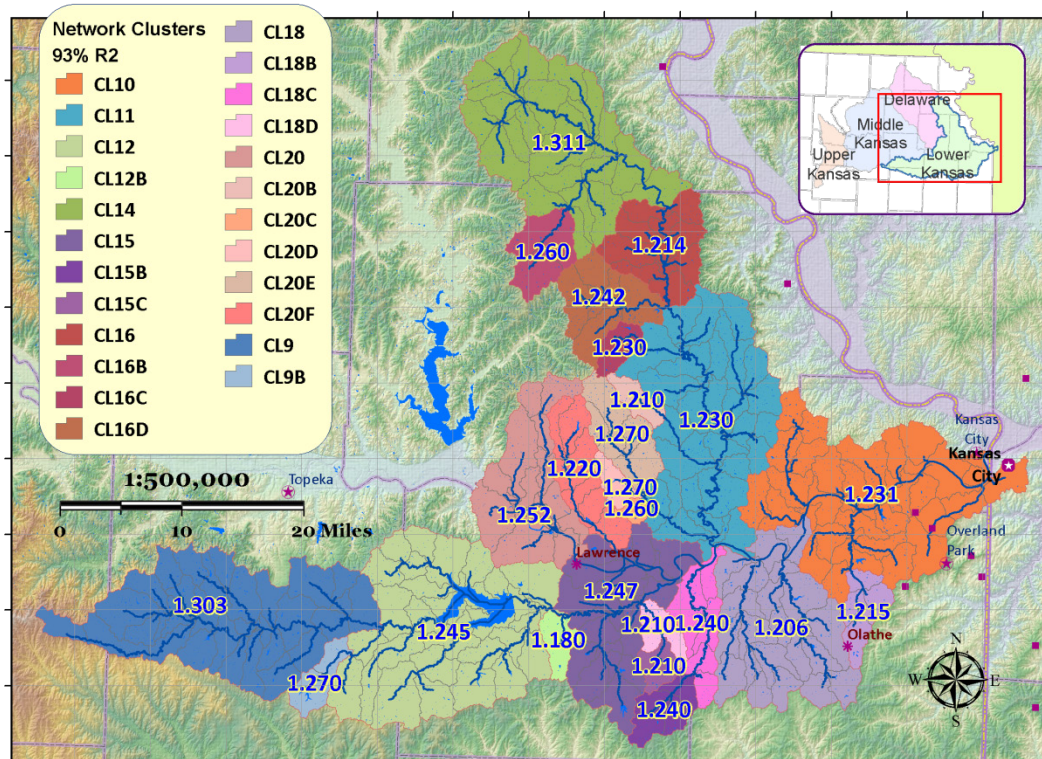 Network Clusters
93% R2
CL10
CL11
CL12
CL12B
CL14
CL15
CL15B
CL15C
CL16
CL16B
CL16C
CL16D
CL18
CL18B
CL18C
CL18D
CL20
CL20B
CL20C
CL20D
CL20E
CL20F
CL9
CL9B
Delaware
Middle
Kansas
Upper
Kansas
Lower
Kansas
1.311
1.260
1.214
1.242
1.230
1.210
1.230
1.270
1.220
1.270
1.260
1.252
Kansas
City
Kansas
City
1.231
Overland
Park
1:500,000
Topeka
0 10 20 Miles
Lawrence
1.303
1.245
1.247
1.180
1.210
1.240
1.206
1.215
Olathe
1.270
1.210
1.240
N
W E
S